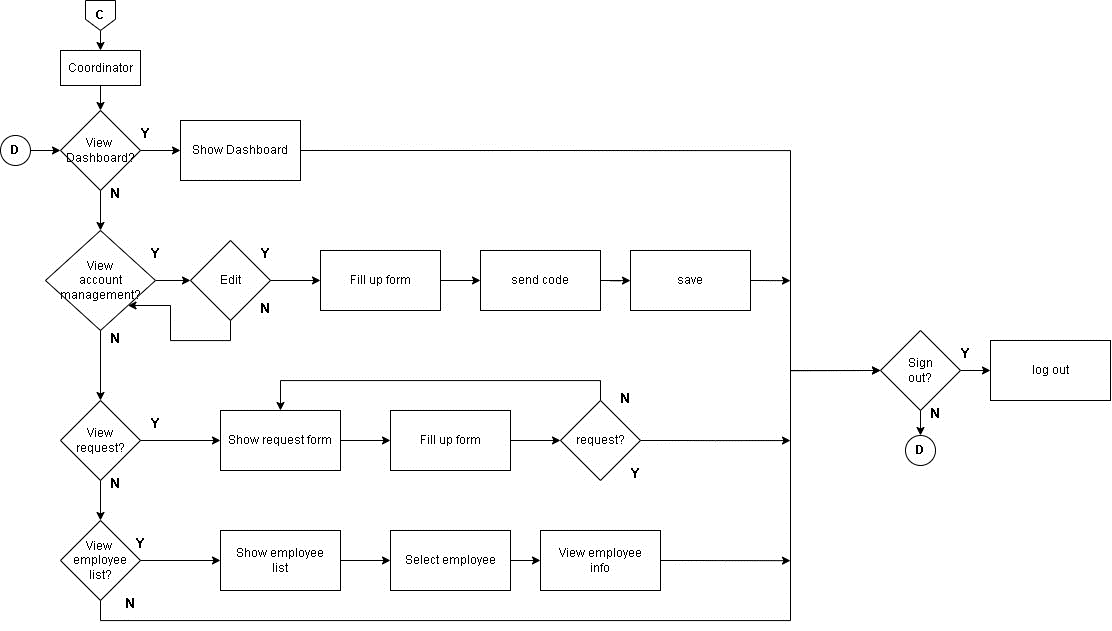 C
Coordinator
View
Dashboard?
Y
Show Dashboard
D
N
View
account
management?
Y
Edit
Y
N
Fill up form
send code
save
N
View
request?
Y
Show request form
Fill up form
request?
N
Y
N
View
employee
list?
Y
Show employee
list
Select employee
View employee
info
N
Sign
out?
Y
log out
N
D